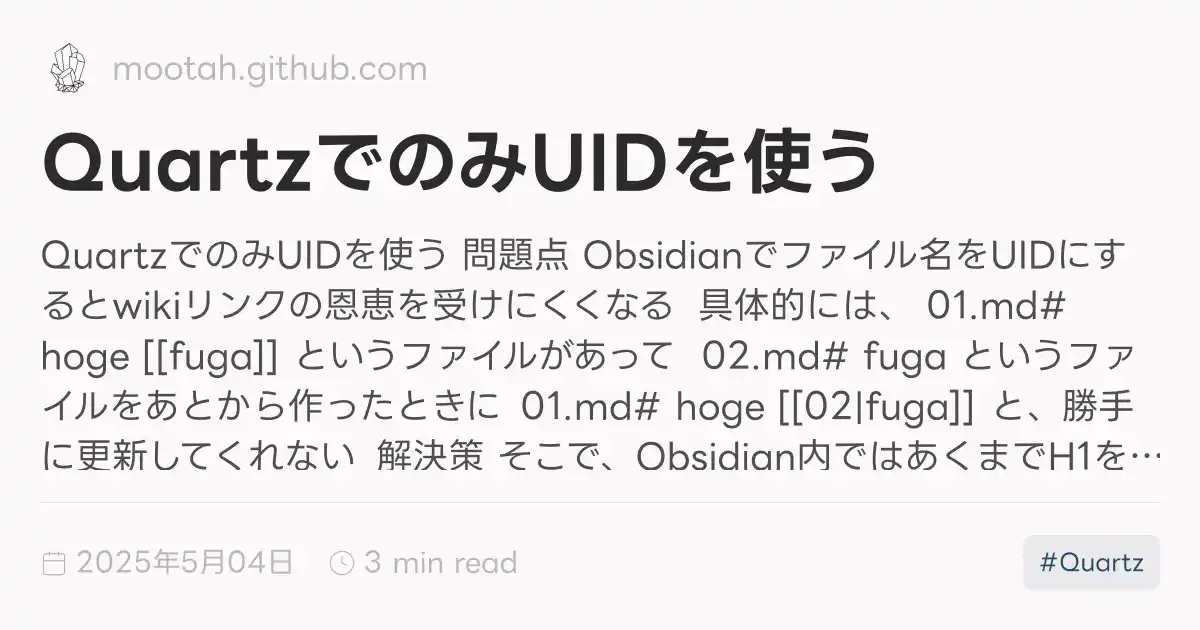 mootah.github.com
QuartzでのみUIDを使う
QuartzでのみUIDを使う 問題点 Obsidianでファイル名をUIDにす
るとwikiリンクの恩恵を受けにくくなる 具体的には、 01.md#
hoge [[fuga]] というファイルがあって 02.md# fuga というファ
イルをあとから作ったときに 01.md# hoge [[02|fuga]] と、勝手
に更新してくれない 解決策 そこで、Obsidian内ではあくまでH1を…
2025年5月04日 3 min read
#Quartz